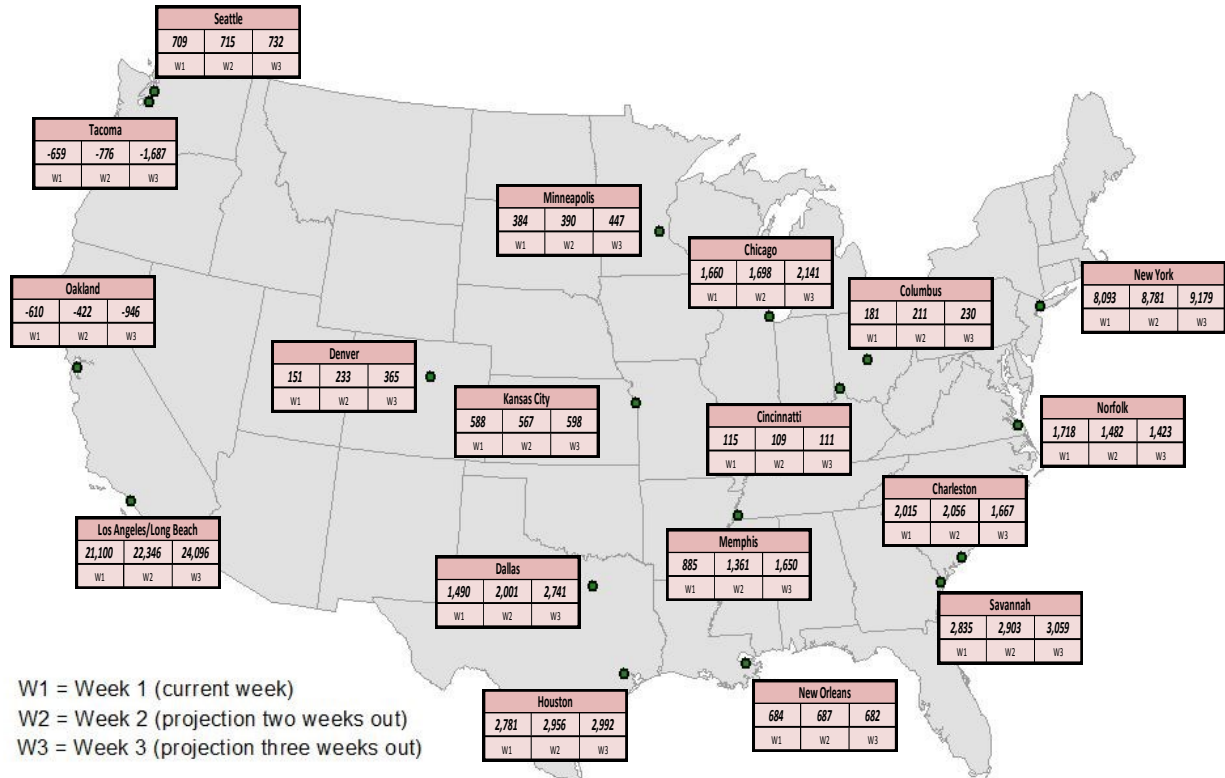 Seattle
709 715 732
W1 W2 W3
Tacoma
-659 -776 -1,687
W1 W2 W3
Minneapolis
384 390 447
W1 W2 W3
Chicago
1,660 1,698 2,141
W1 W2 W3
New York
8,093 8,781 9,179
W1 W2 W3
Oakland
-610 -422 -946
W1 W2 W3
Columbus
181 211 230
W1 W2 W3
Denver
151 233 365
W1 W2 W3
Kansas City
588 567 598
W1 W2 W3
Cincinnatti
115 109 111
W1 W2 W3
Norfolk
1,718 1,482 1,423
W1 W2 W3
Charleston
2,015 2,056 1,667
W1 W2 W3
Los Angeles/Long Beach
21,100 22,346 24,096
W1 W2 W3
Memphis
885 1,361 1,650
W1 W2 W3
Dallas
1,490 2,001 2,741
W1 W2 W3
Savannah
2,835 2,903 3,059
W1 W2 W3
Houston
2,781 2,956 2,992
W1 W2 W3
New Orleans
684 687 682
W1 W2 W3
W1 = Week 1 (current week)
W2 = Week 2 (projection two weeks out)
W3 = Week 3 (projection three weeks out)